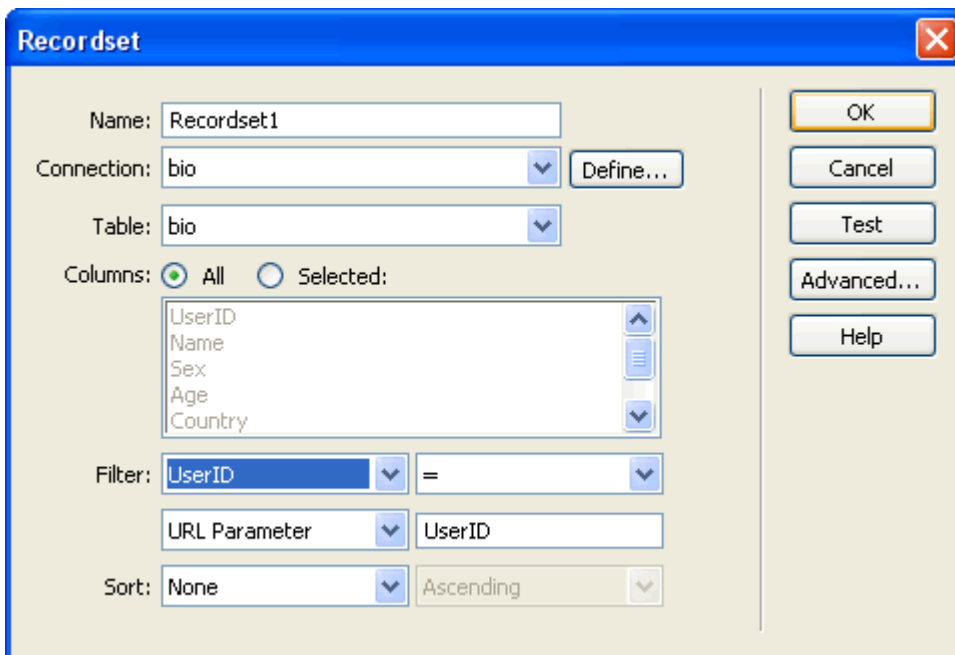 Recordset
Name: Recordset1
OK
Connection: bio Define... Cancel
Table: bio Test
Columns: All Selected: Advanced...
UserID
Name
Sex
Age
Country
Help
Filter: UserID =
URL Parameter UserID
Sort: None Ascending